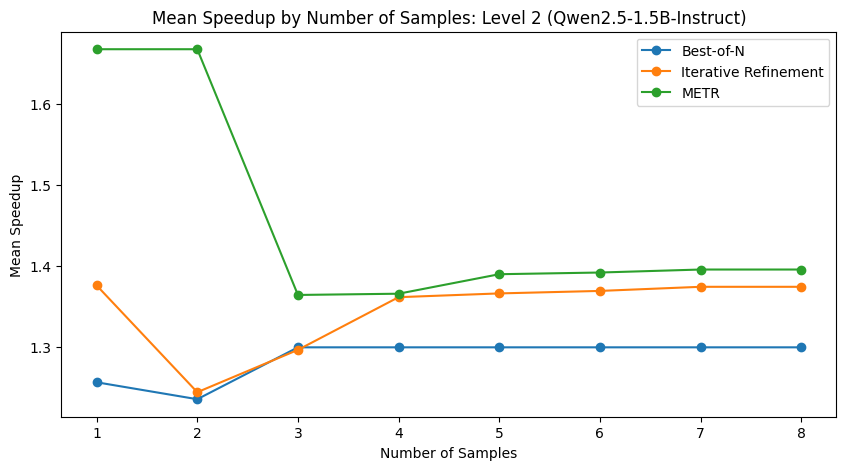 Mean Speedup by Number of Samples: Level 2 (Qwen2.5-1.5B-Instruct)
Best-of-N
Iterative Refinement
METR
Mean Speedup
1.6
1.5
1.4
1.3
1 2 3 4 5 6 7 8
Number of Samples